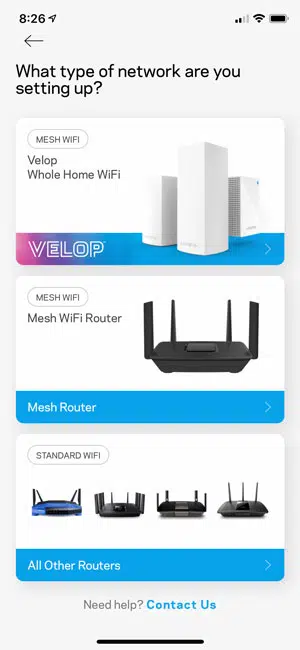 8:26
What type of network are you
setting up?
MESH WIFI
Velop
Whole Home WiFi
VELOP
MESH WIFI
Mesh WiFi Router
Mesh Router
STANDARD WIFI
All Other Routers
Need help? Contact Us